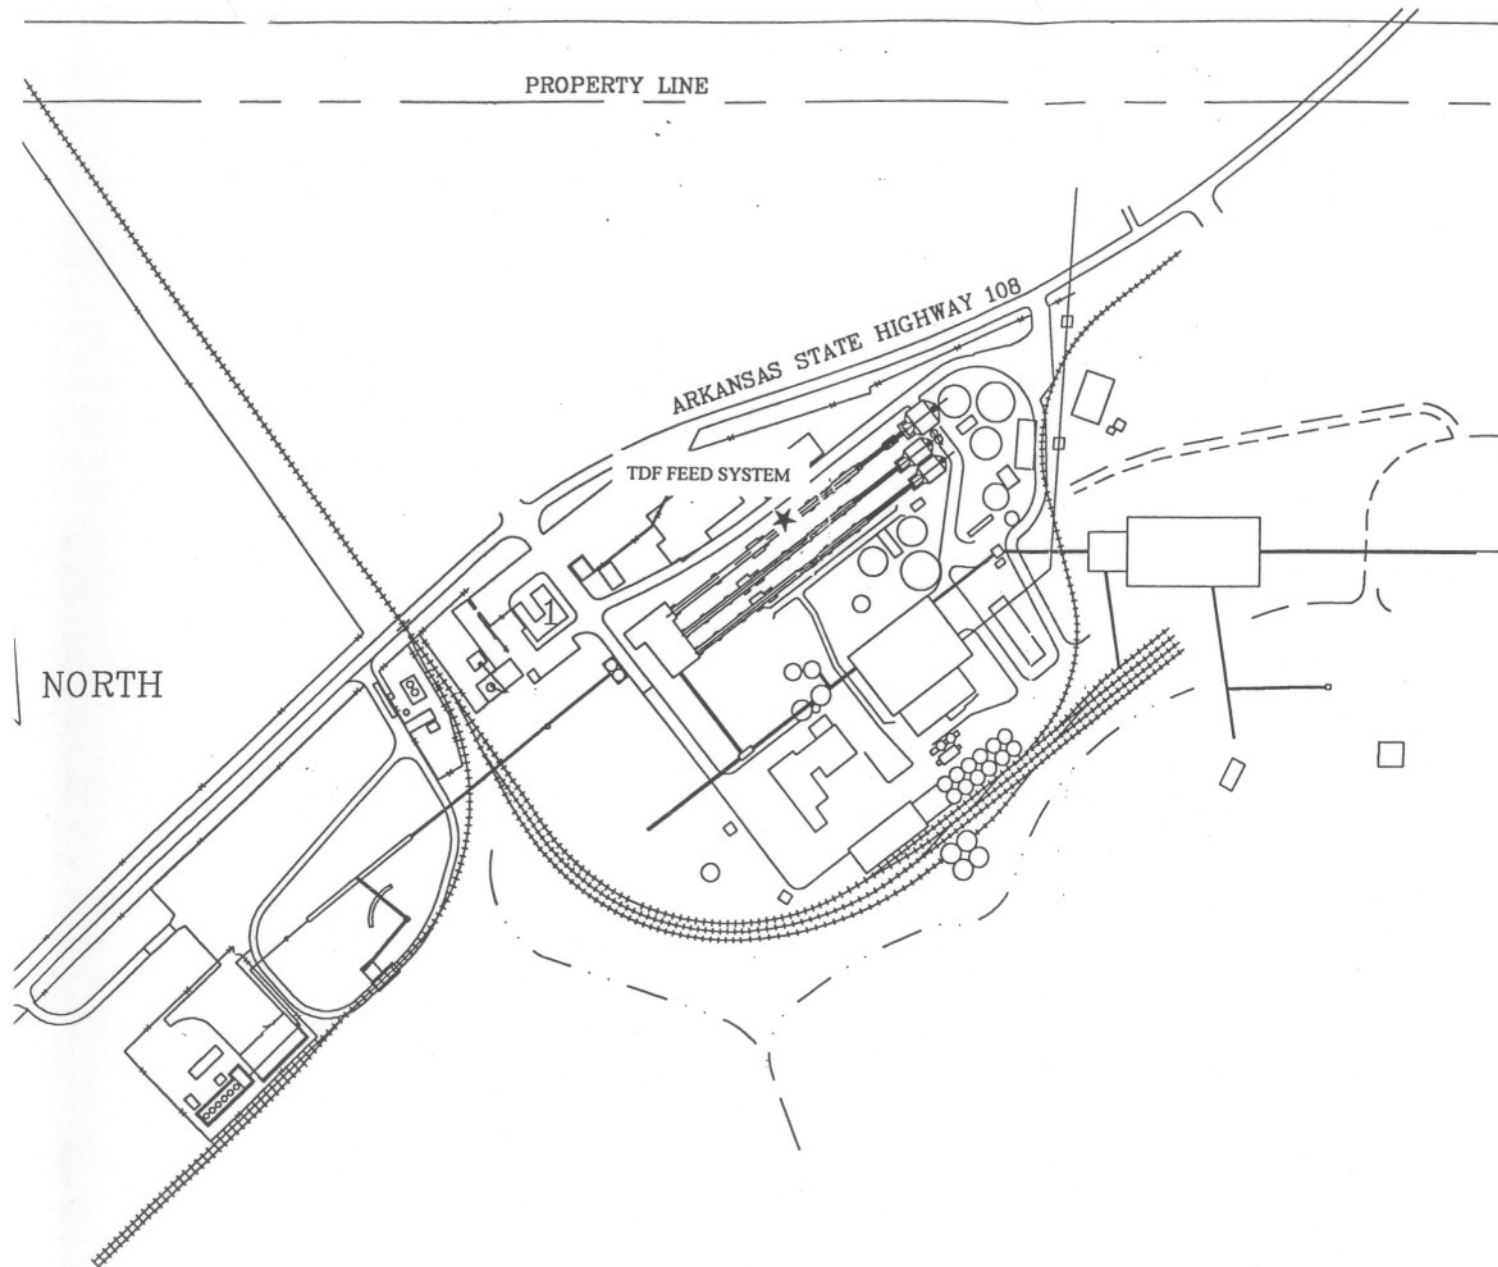 PROPERTY LINE
ARKANSAS STATE HIGHWAY 108
TDF FEED SYSTEM
1
NORTH